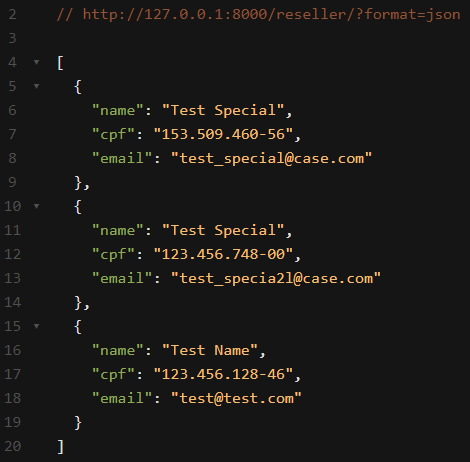 2 // http://127.0.0.1:8000/reseller/?format=json
3
4 [
5 {
6 "name": "Test Special",
7 "cpf": "153.509.460-56",
8 "email": "test_special@case.com"
9 },
10 {
11 "name": "Test Special",
12 "cpf": "123.456.748-00",
13 "email": "test_specia2l@case.com"
14 },
15 {
16 "name": "Test Name",
17 "cpf": "123.456.128-46",
18 "email": "test@test.com"
19 }
20 ]